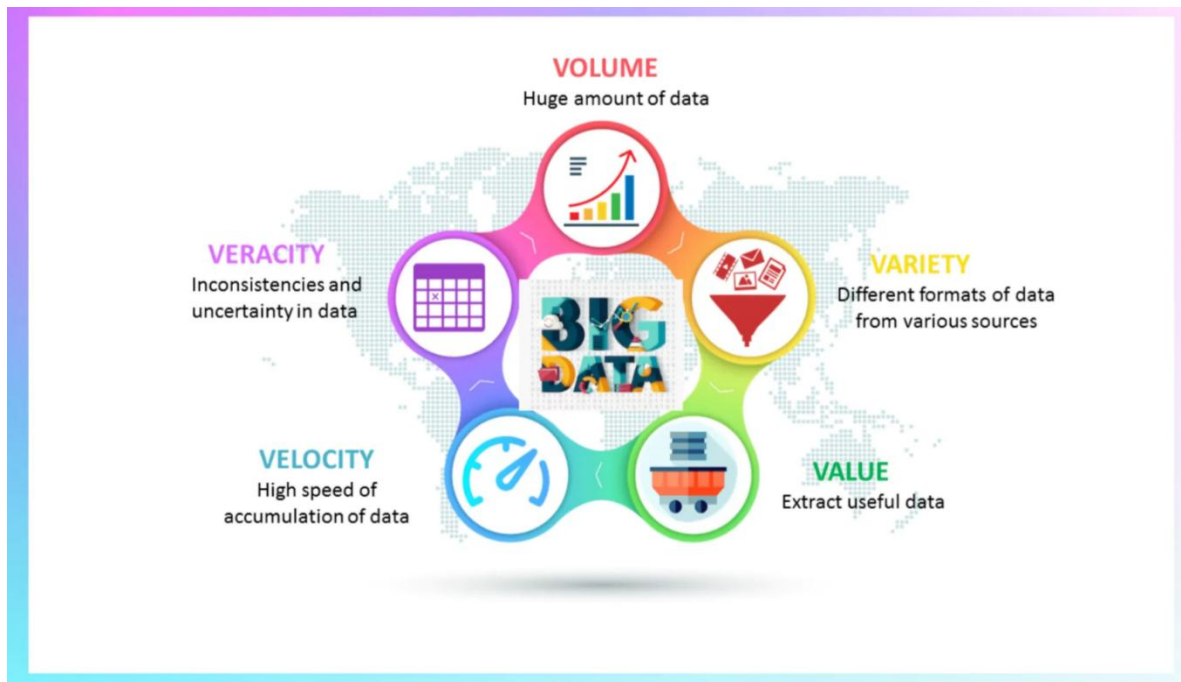 VOLUME
Huge amount of data
VERACITY
Inconsistencies and
uncertainty in data
VARIETY
Different formats of data
from various sources
BIG
DATA
VELOCITY
High speed of
accumulation of data
VALUE
Extract useful data